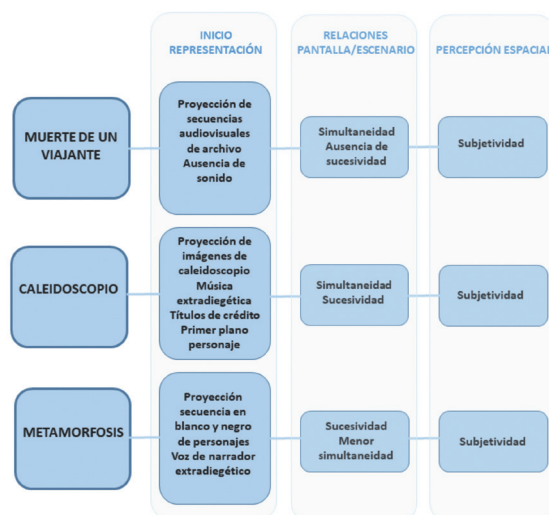 INICIO
REPRESENTACIÓN
RELACIONES
PANTALLA/ESCENARIO
PERCEPCIÓN ESPACIAL
MUERTE DE UN
VIAJANTE
Proyección de
secuencias
audiovisuales
de archivo
Ausencia de
sonido
Simultaneidad
Ausencia de
sucesividad
Subjetividad
CALEIDOSCOPIO
Proyección de
imágenes de
caleidoscopio
Música
extradiegética
Títulos de crédito
Primer plano
personaje
Simultaneidad
Sucesividad
Subjetividad
METAMORFOSIS
Proyección
secuencia en
blanco y negro
de personajes
Voz de narrador
extradiegético
Sucesividad
Menor
simultaneidad
Subjetividad